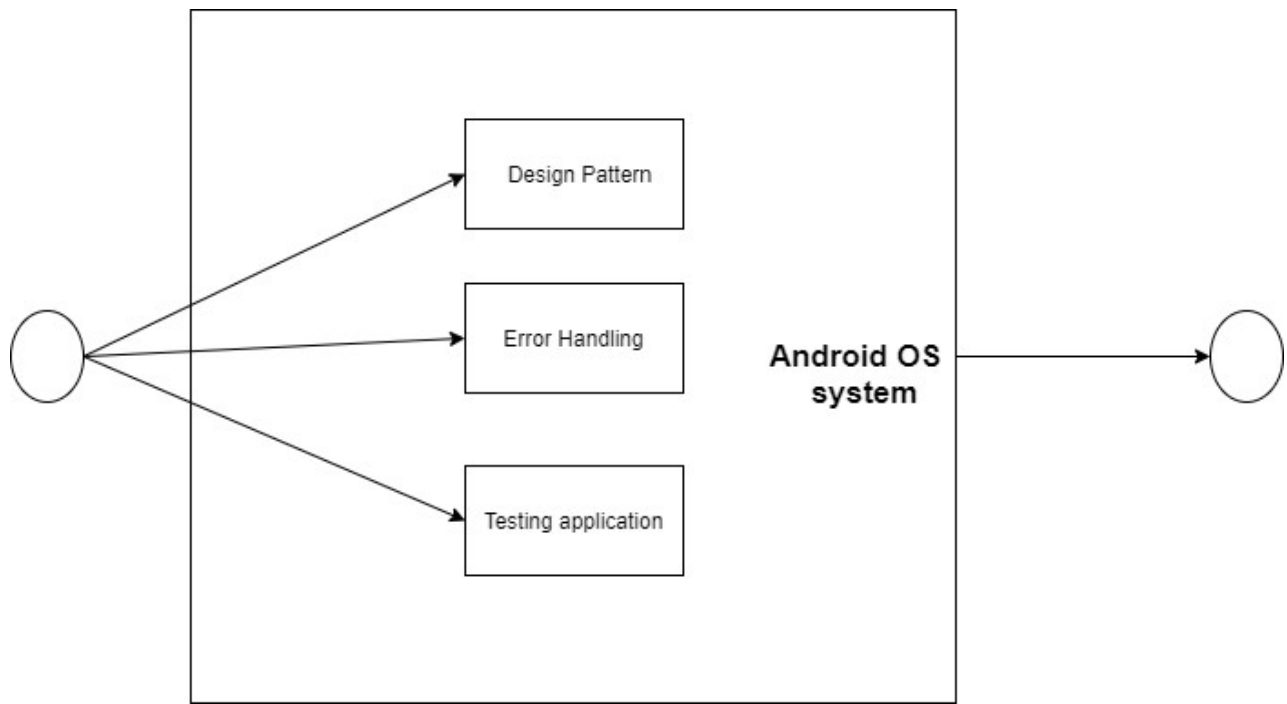 Design Pattern
Error Handling
Android OS
system
Testing application